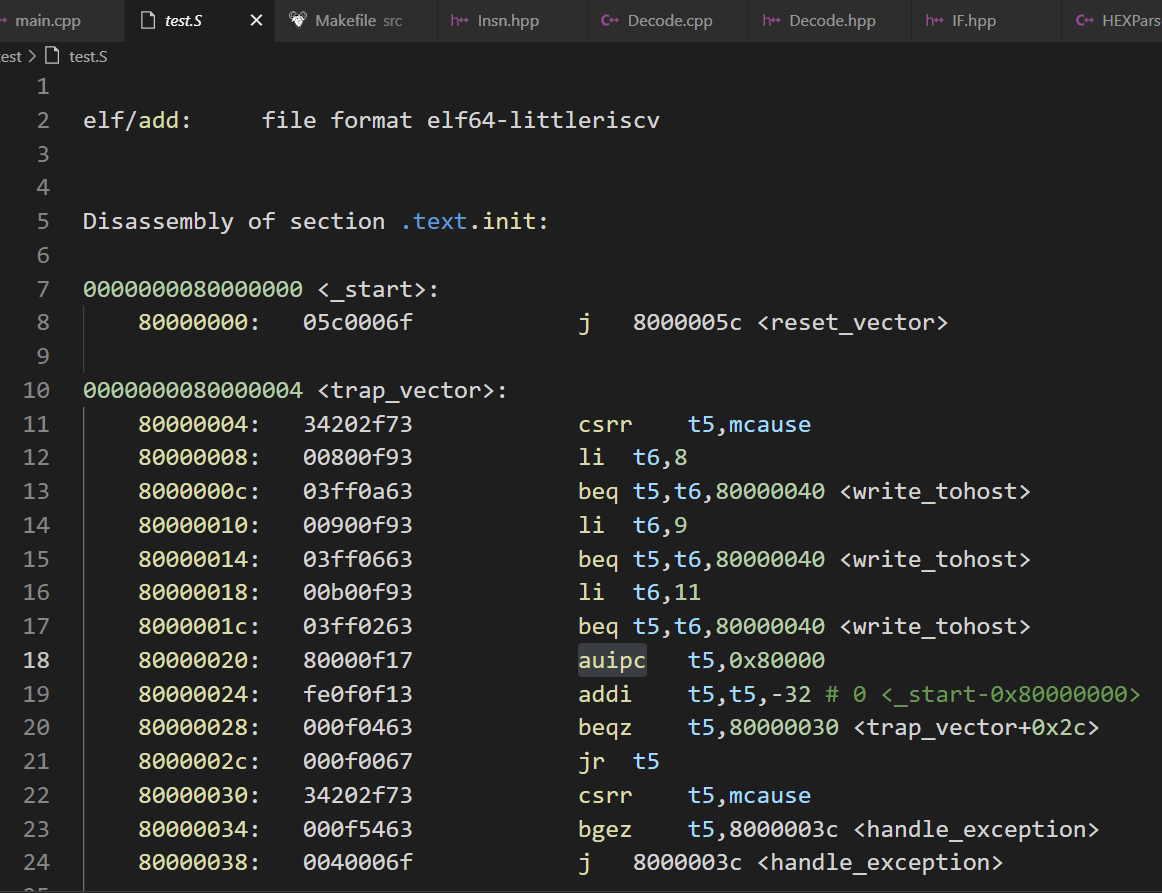 main.cpp test.S Makefile src Insn.hpp Decode.cpp Decode.hpp IF.hpp
test.S
1
2 elf/add: file format elf64-littleriscv
3
4
5 Disassembly of section .text.init:
6
7 0000000080000000 <_start>:
8 80000000: 05c0006f j 8000005c <reset_vector>
9
10 0000000080000004 <trap_vector>:
11 80000004: 34202f73 csrr t5,mcause
12 80000008: 00800f93 li t6,8
13 8000000c: 03ff0a63 beq t5,t6,80000040 <write_tohost>
14 80000010: 00900f93 li t6,9
15 80000014: 03ff0663 beq t5,t6,80000040 <write_tohost>
16 80000018: 00b00f93 li t6,11
17 8000001c: 03ff0263 beq t5,t6,80000040 <write_tohost>
18 80000020: 80000f17 auipc t5,0x80000
19 80000024: fe0f0f13 addi t5,t5,-32 # 0 <_start-0x80000000>
20 80000028: 000f0463 beqz t5,80000030 <trap_vector+0x2c>
21 8000002c: 000f0067 jr t5
22 80000030: 34202f73 csrr t5,mcause
23 80000034: 000f5463 bgez t5,8000003c <handle_exception>
24 80000038: 0040006f j 8000003c <handle_exception>